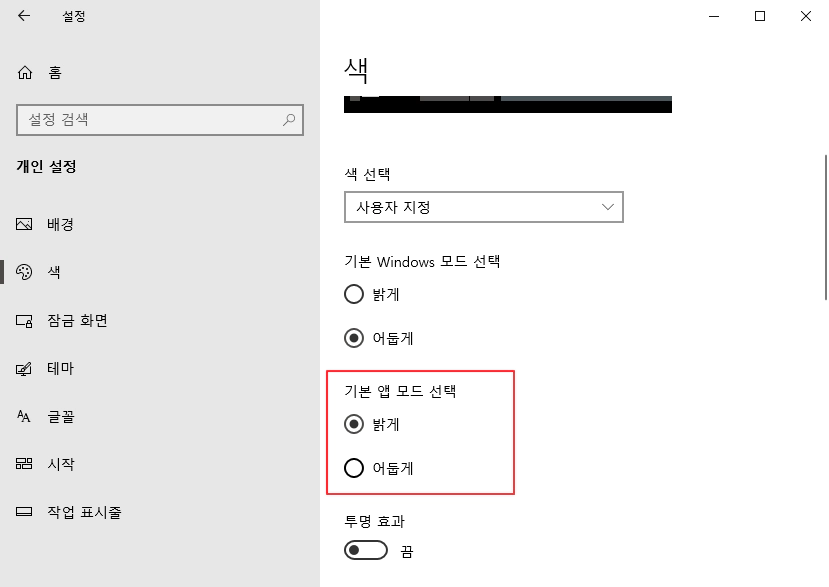 설정
홈
설정 검색
개인 설정
배경
색
잠금 화면
테마
글꼴
시작
작업 표시줄
색
색 선택
사용자 지정
기본 Windows 모드 선택
밝게
어둡게
기본 앱 모드 선택
밝게
어둡게
투명 효과
끔